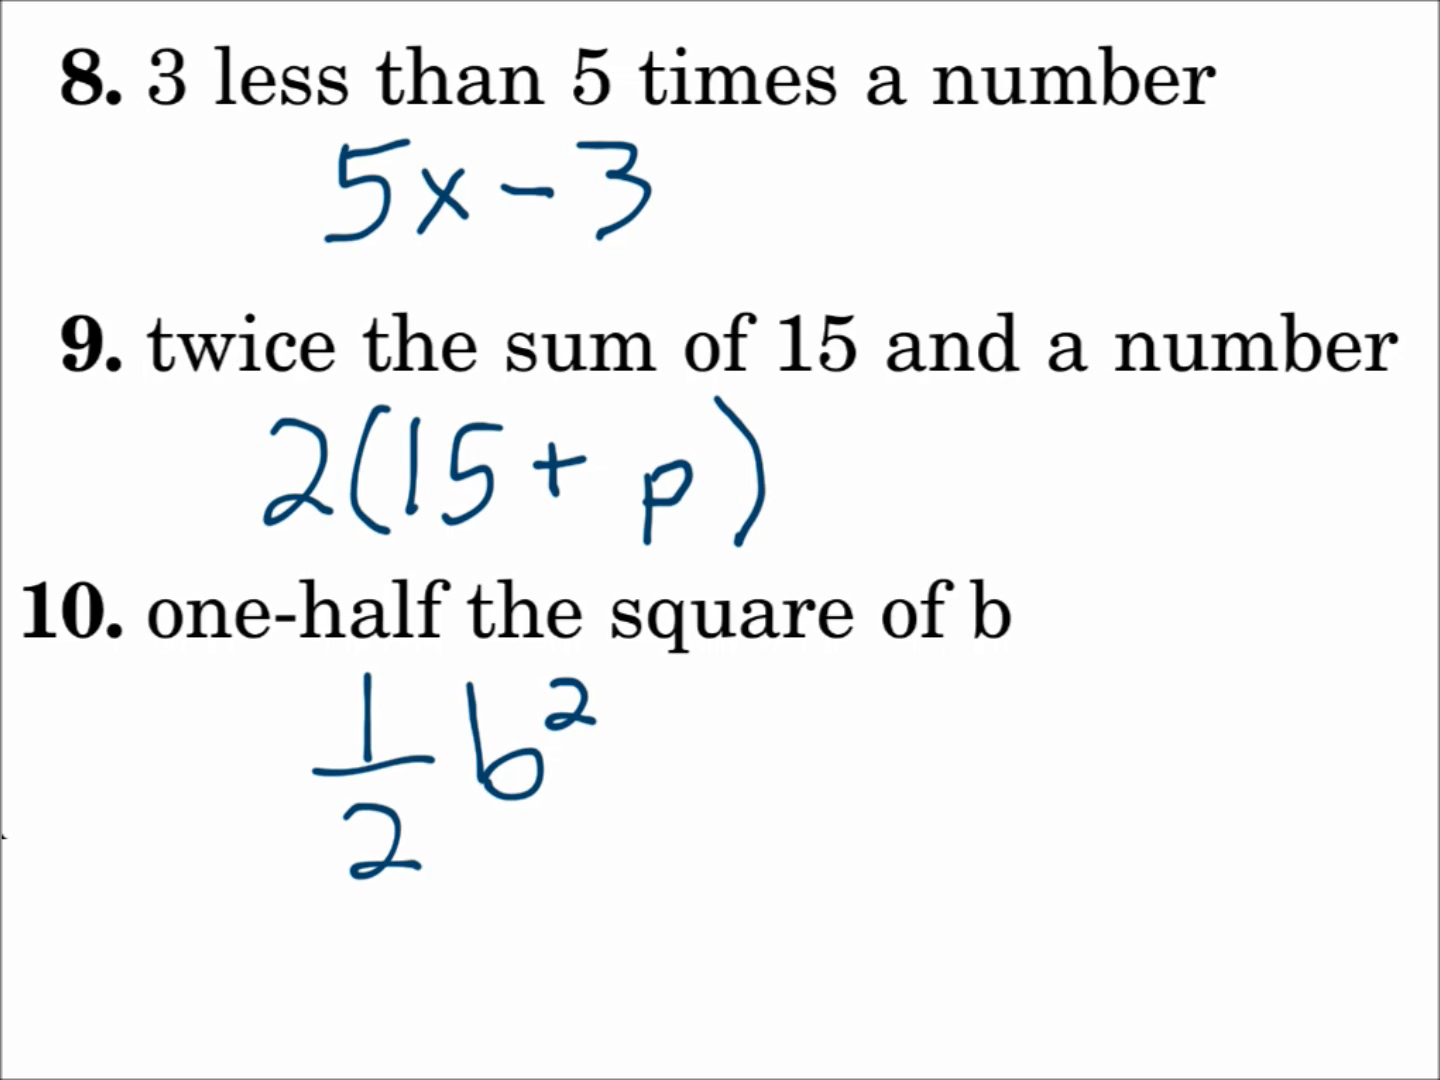 8. 3 less than 5 times a number
5x - 3
9. twice the sum of 15 and a number
2(15 + p)
10. one-half the square of b
1/2 b²